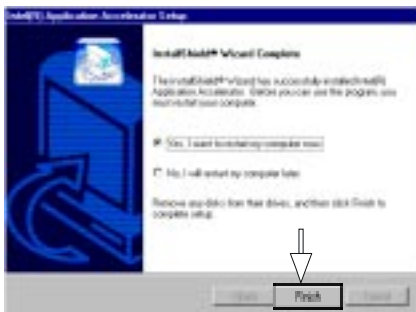 Intel(R) Application Accelerator Setup
InstallShield® Wizard Complete
The InstallShield® Wizard has successfully installed Intel(R)
Application Accelerator. Before you can use the program, you
must restart your computer.
Yes, I want to restart my computer now.
No, I will restart my computer later.
Remove any disks from their drives, and then click Finish to
complete setup.
Finish